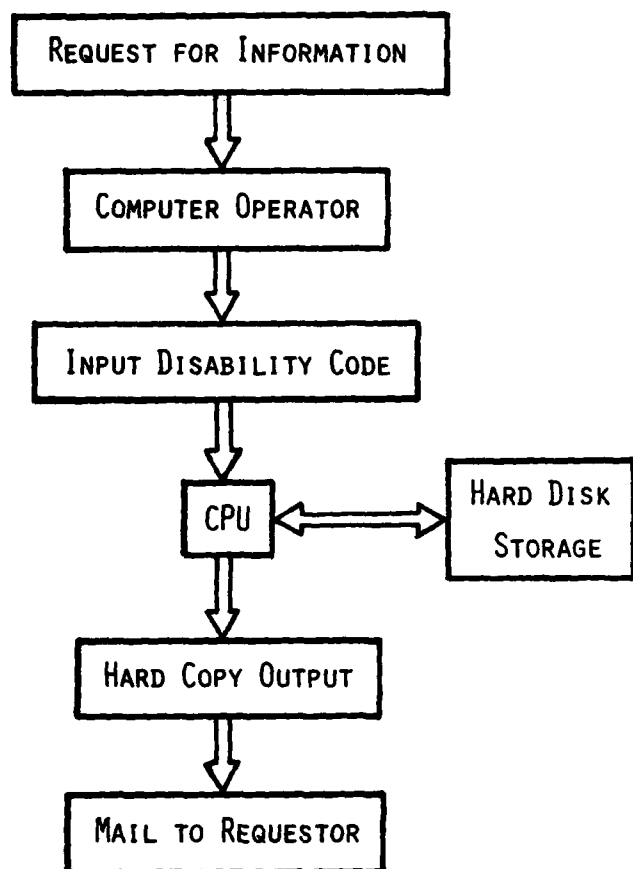 REQUEST FOR INFORMATION
COMPUTER OPERATOR
INPUT DISABILITY CODE
CPU
HARD DISK
STORAGE
HARD COPY OUTPUT
MAIL TO REQUESTOR